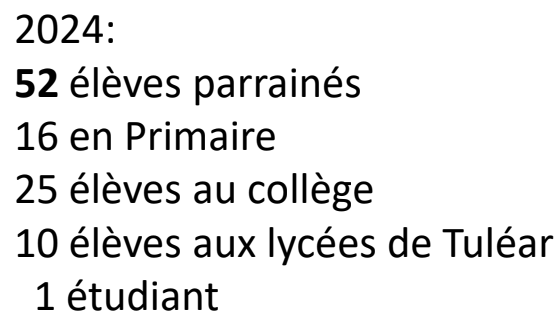 2024:
52 élèves parrainés
16 en Primaire
25 élèves au collège
10 élèves aux lycées de Tuléar
1 étudiant